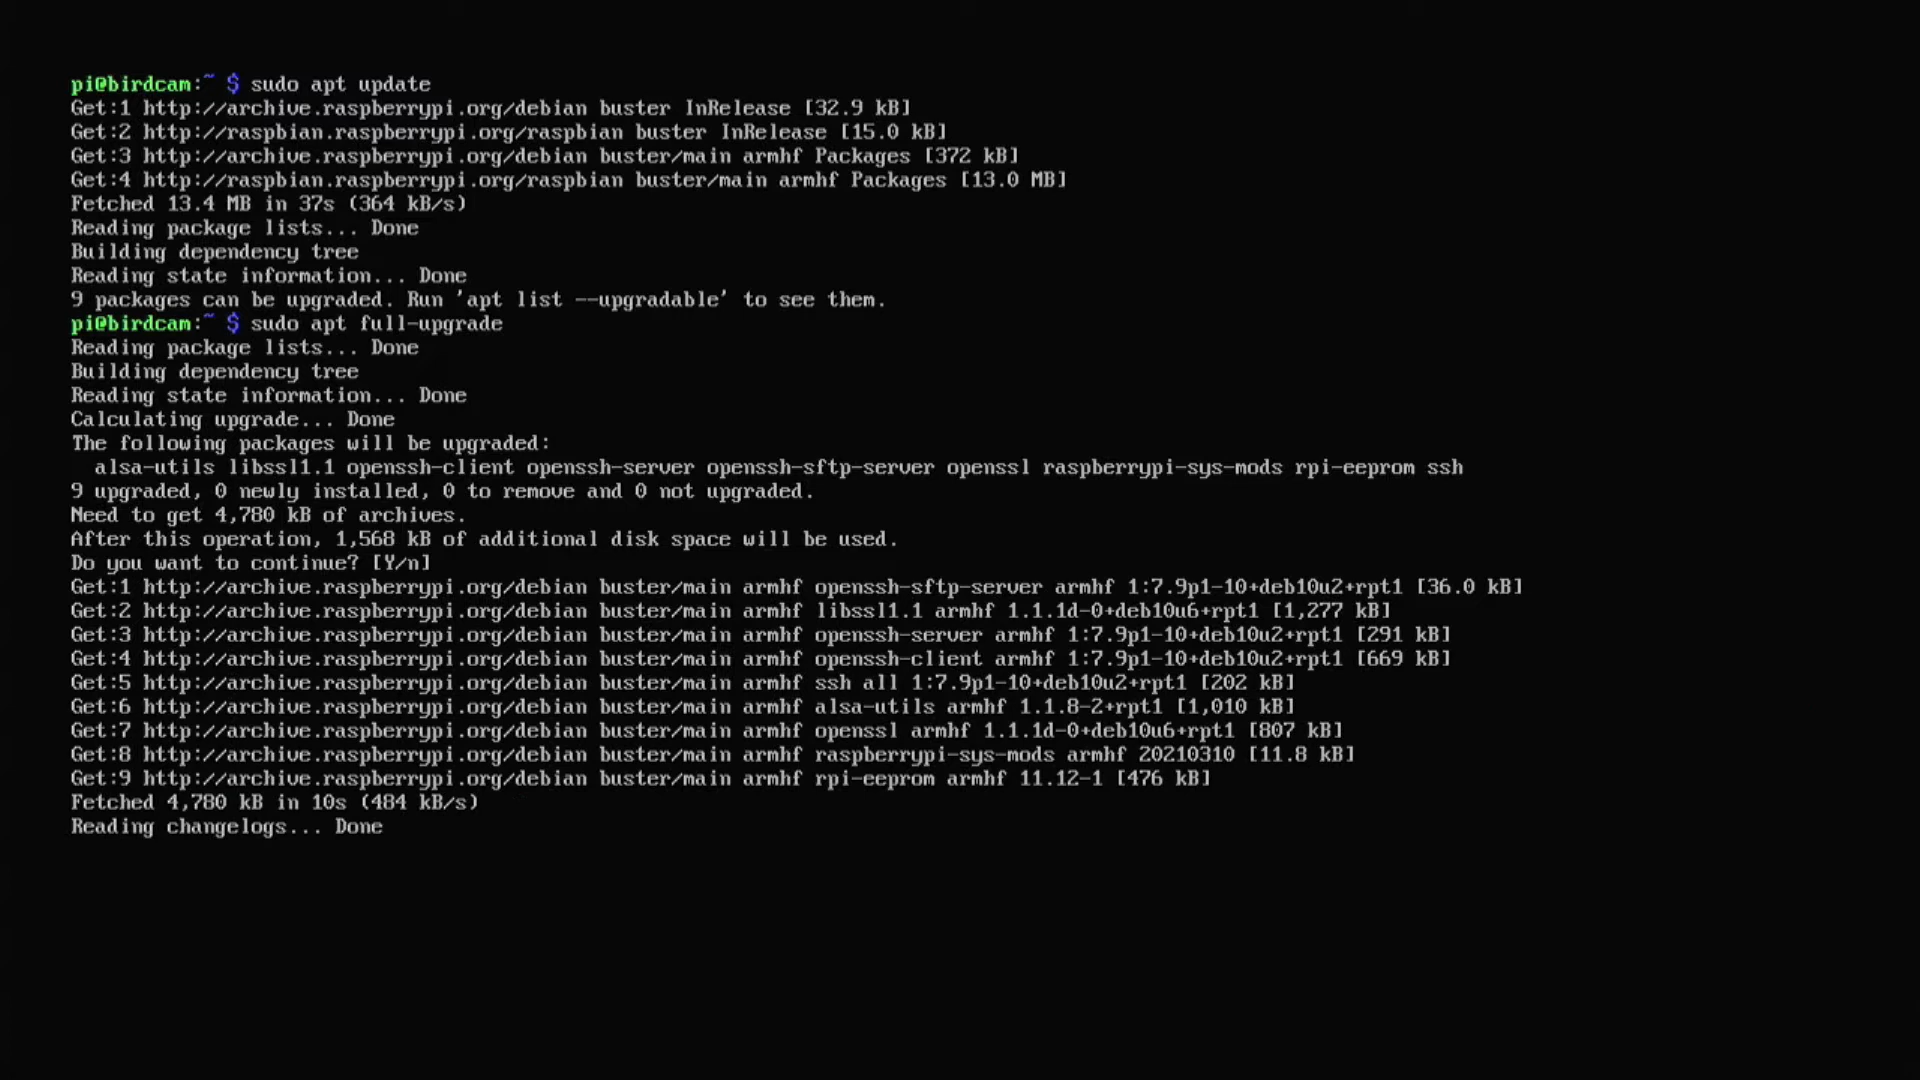 pi@birdcam:~ $ sudo apt update
Get:1 http://archive.raspberrypi.org/debian buster InRelease [32.9 kB]
Get:2 http://raspbian.raspberrypi.org/raspbian buster InRelease [15.0 kB]
Get:3 http://archive.raspberrypi.org/debian buster/main armhf Packages [372 kB]
Get:4 http://raspbian.raspberrypi.org/raspbian buster/main armhf Packages [13.0 MB]
Fetched 13.4 MB in 37s (364 kB/s)
Reading package lists... Done
Building dependency tree
Reading state information... Done
9 packages can be upgraded. Run 'apt list --upgradable' to see them.
pi@birdcam:~ $ sudo apt full-upgrade
Reading package lists... Done
Building dependency tree
Reading state information... Done
Calculating upgrade... Done
The following packages will be upgraded:
  alsa-utils libssl1.1 openssh-client openssh-server openssh-sftp-server openssl raspberrypi-sys-mods rpi-eeprom ssh
9 upgraded, 0 newly installed, 0 to remove and 0 not upgraded.
Need to get 4,780 kB of archives.
After this operation, 1,568 kB of additional disk space will be used.
Do you want to continue? [Y/n]
Get:1 http://archive.raspberrypi.org/debian buster/main armhf openssh-sftp-server armhf 1:7.9p1-10+deb10u2+rpt1 [36.0 kB]
Get:2 http://archive.raspberrypi.org/debian buster/main armhf libssl1.1 armhf 1.1.1d-0+deb10u6+rpt1 [1,277 kB]
Get:3 http://archive.raspberrypi.org/debian buster/main armhf openssh-server armhf 1:7.9p1-10+deb10u2+rpt1 [291 kB]
Get:4 http://archive.raspberrypi.org/debian buster/main armhf openssh-client armhf 1:7.9p1-10+deb10u2+rpt1 [669 kB]
Get:5 http://archive.raspberrypi.org/debian buster/main armhf ssh all 1:7.9p1-10+deb10u2+rpt1 [202 kB]
Get:6 http://archive.raspberrypi.org/debian buster/main armhf alsa-utils armhf 1.1.8-2+rpt1 [1,010 kB]
Get:7 http://archive.raspberrypi.org/debian buster/main armhf openssl armhf 1.1.1d-0+deb10u6+rpt1 [807 kB]
Get:8 http://archive.raspberrypi.org/debian buster/main armhf raspberrypi-sys-mods armhf 20210310 [11.8 kB]
Get:9 http://archive.raspberrypi.org/debian buster/main armhf rpi-eeprom armhf 11.12-1 [476 kB]
Fetched 4,780 kB in 10s (484 kB/s)
Reading changelogs... Done